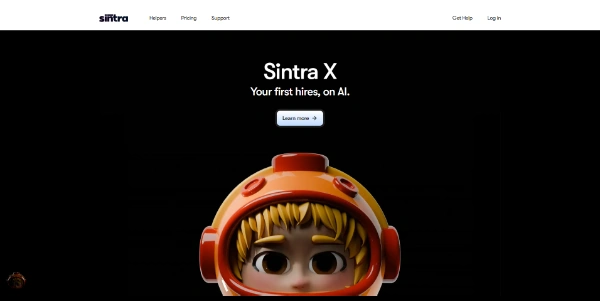 sintra
Helpers
Pricing
Support
Get Help
Log in
Sintra X
Your first hires, on AI.
Learn more →